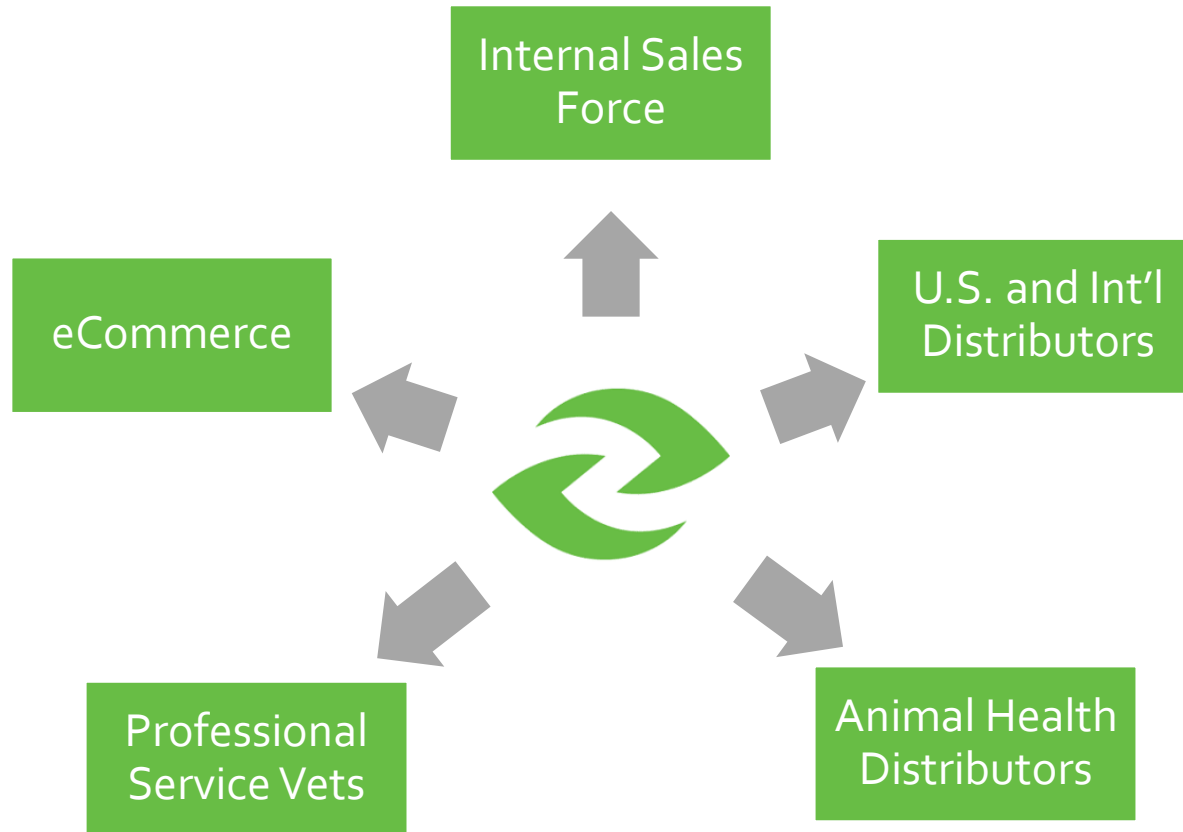 Internal Sales
Force
eCommerce
U.S. and Int’l
Distributors
Professional
Service Vets
Animal Health
Distributors